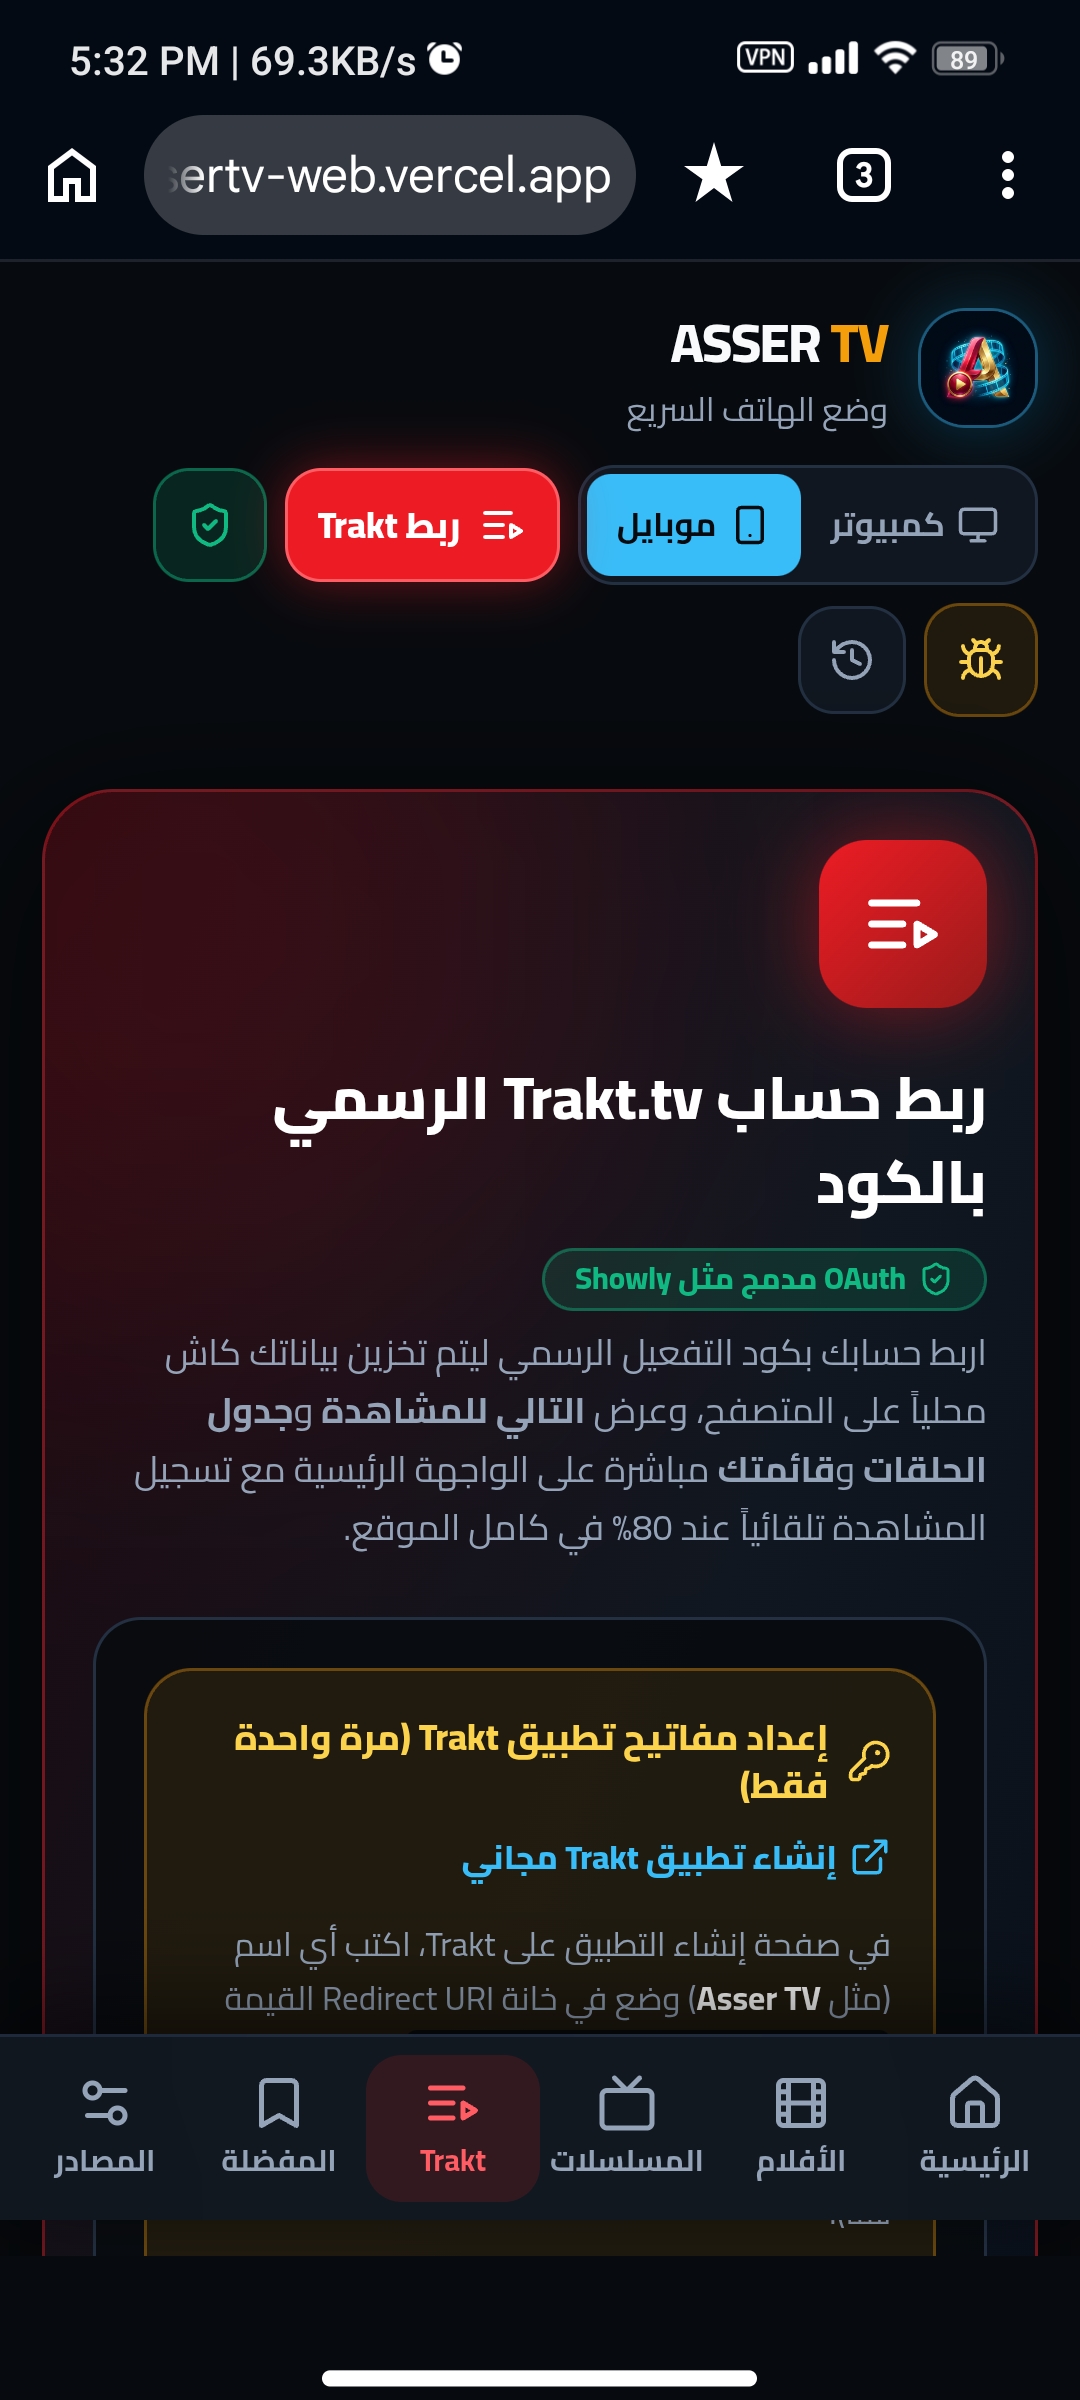 5:32 PM | 69.3KB/s
VPN
89
ertv-web.vercel.app
3
ASSER TV
وضع الهاتف السريع
كمبيوتر
موبايل
ربط Trakt
ربط حساب Trakt.tv الرسمي
بالكود
OAuth مدمج مثل Showly
اربط حسابك بكود التفعيل الرسمي ليتم تخزين بياناتك كاش
محلياً على المتصفح، وعرض التالي للمشاهدة وجدول
الحلقات وقائمتك مباشرة على الواجهة الرئيسية مع تسجيل
المشاهدة تلقائياً عند 80% في كامل الموقع.
إعداد مفاتيح تطبيق Trakt (مرة واحدة
فقط)
إنشاء تطبيق Trakt مجاني
في صفحة إنشاء التطبيق على Trakt، اكتب أي اسم
(مثل Asser TV) وضع في خانة Redirect URI القيمة
الرئيسية
الأفلام
المسلسلات
Trakt
المفضلة
المصادر